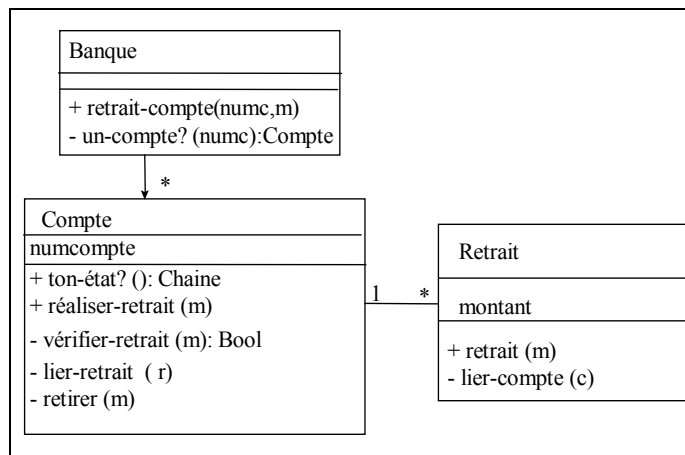 Banque
+ retrait-compte(numc,m)
- un-compte? (numc):Compte
*
Compte
numcompte
+ ton-état? (): Chaine
+ réaliser-retrait (m)
- vérifier-retrait (m): Bool
- lier-retrait ( r)
- retirer (m)
1
*
Retrait
montant
+ retrait (m)
- lier-compte (c)